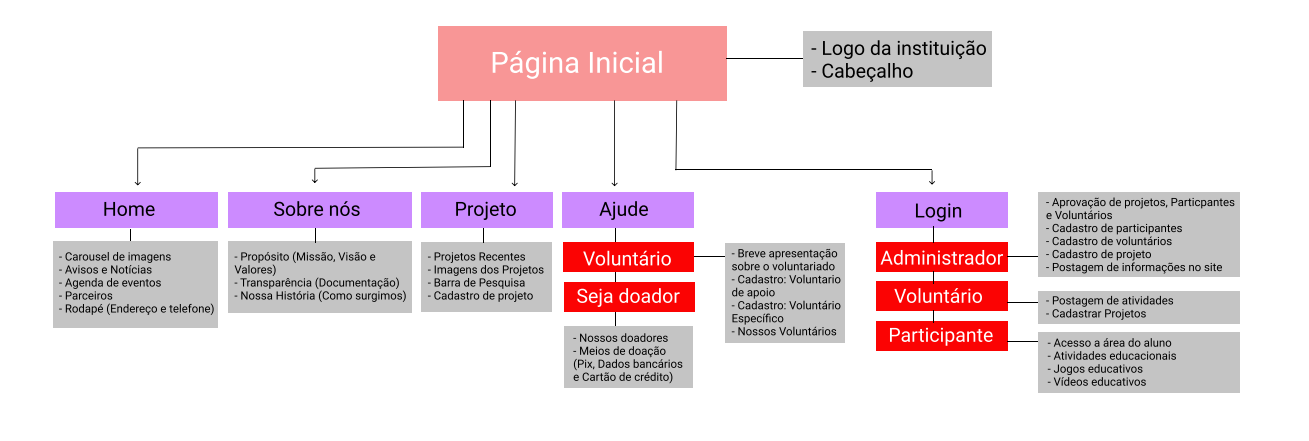 Página Inicial
- Logo da instituição
- Cabeçalho
Home
- Carousel de imagens
- Avisos e Notícias
- Agenda de eventos
- Parceiros
- Rodapé (Endereço e telefone)
Sobre nós
- Propósito (Missão, Visão e
Valores)
- Transparência (Documentação)
- Nossa História (Como surgimos)
Projeto
- Projetos Recentes
- Imagens dos Projetos
- Barra de Pesquisa
- Cadastro de projeto
Ajude
Voluntário
- Breve apresentação
sobre o voluntariado
- Cadastro: Voluntario
de apoio
- Cadastro: Voluntário
Específico
- Nossos Voluntários
Seja doador
- Nossos doadores
- Meios de doação
(Pix, Dados bancários
e Cartão de crédito)
Login
Administrador
- Aprovação de projetos, Particpantes
e Voluntários
- Cadastro de participantes
- Cadastro de voluntários
- Cadastro de projeto
- Postagem de informações no site
Voluntário
- Postagem de atividades
- Cadastrar Projetos
Participante
- Acesso a área do aluno
- Atividades educacionais
- Jogos educativos
- Vídeos educativos